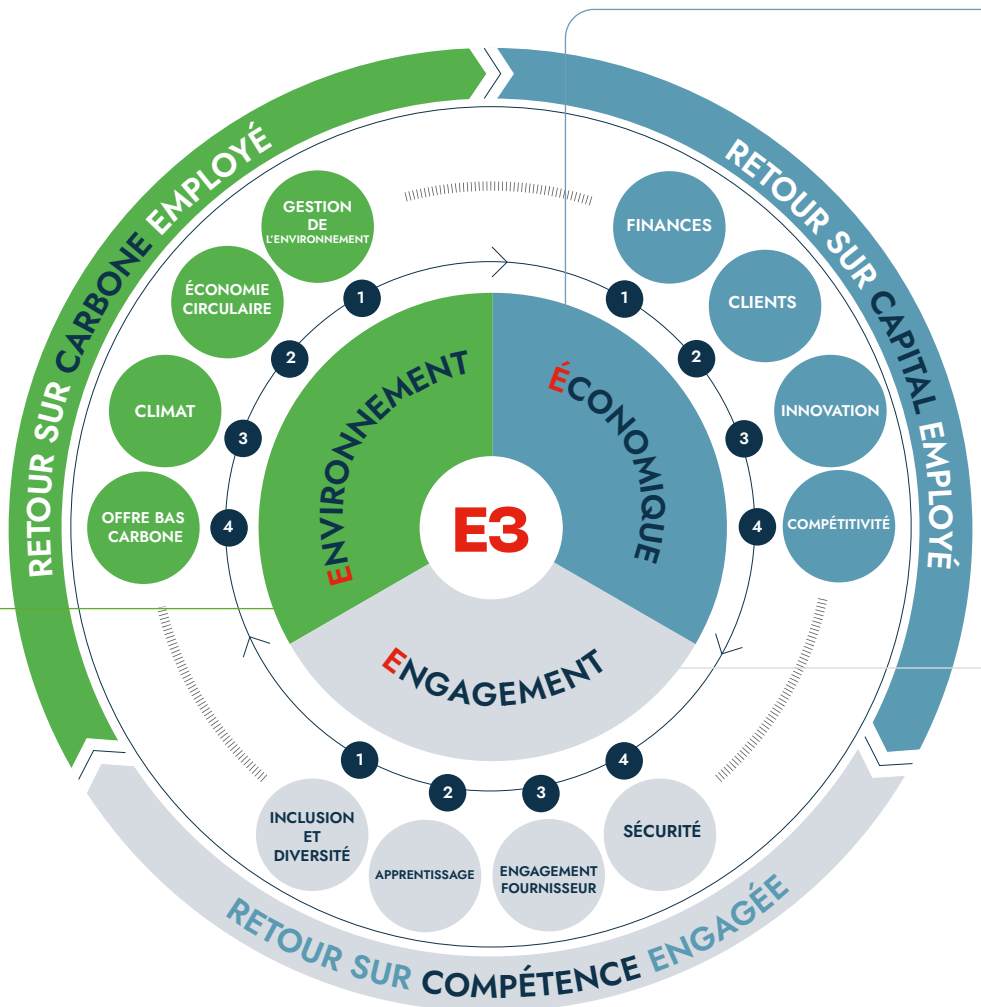 RETOUR SUR CARBONE EMPLOYÉ
RETOUR SUR CAPITAL EMPLOYÉ
GESTION
DE
L'ENVIRONNEMENT
ÉCONOMIE
CIRCULAIRE
CLIMAT
OFFRE BAS
CARBONE
1
2
3
4
FINANCES
CLIENTS
INNOVATION
COMPÉTITIVITÉ
1
2
3
4
ENVIRONNEMENT
ÉCONOMIQUE
E3
ENGAGEMENT
1
2
3
4
INCLUSION
ET
DIVERSITÉ
APPRENTISSAGE
ENGAGEMENT
FOURNISSEUR
SÉCURITÉ
RETOUR SUR COMPÉTENCE ENGAGÉE